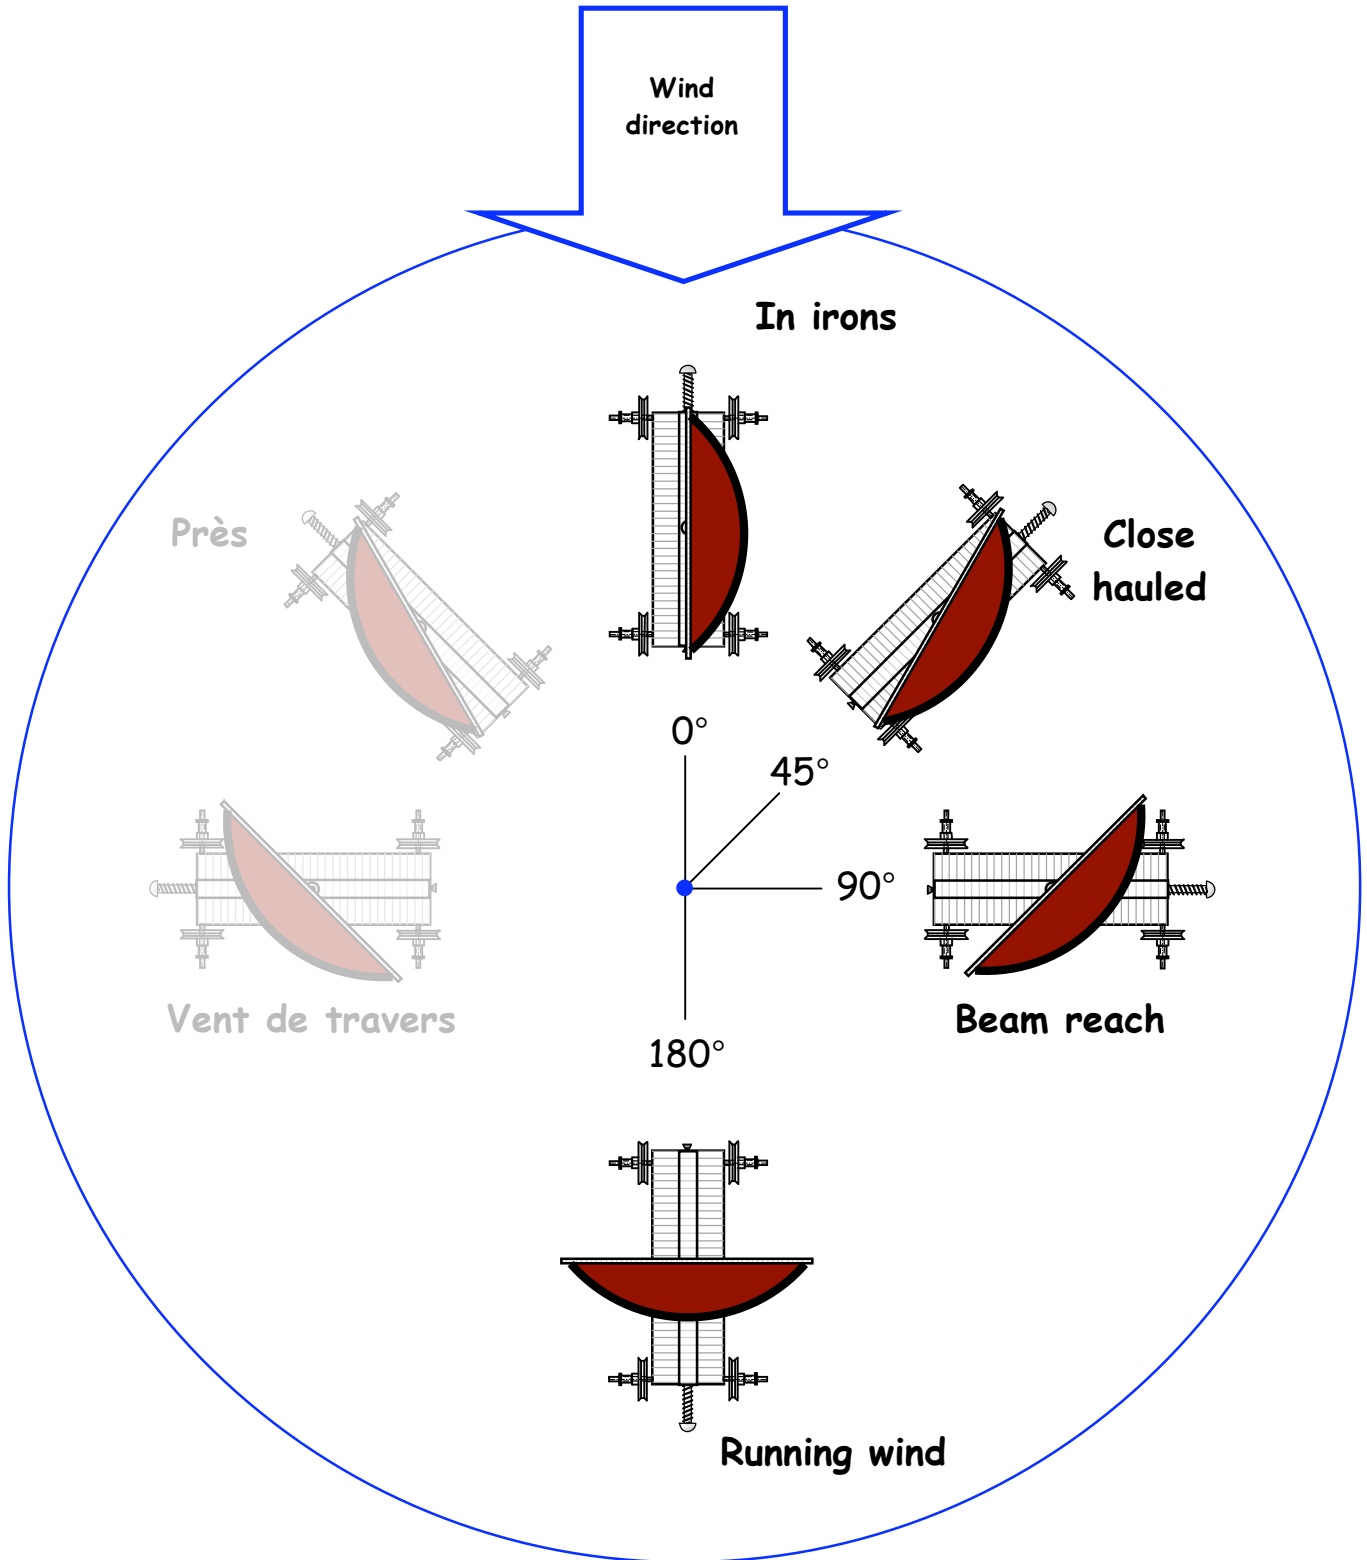 Wind
direction
In irons
Près
Close
hauled
0°
45°
90°
Vent de travers
Beam reach
180°
Running wind